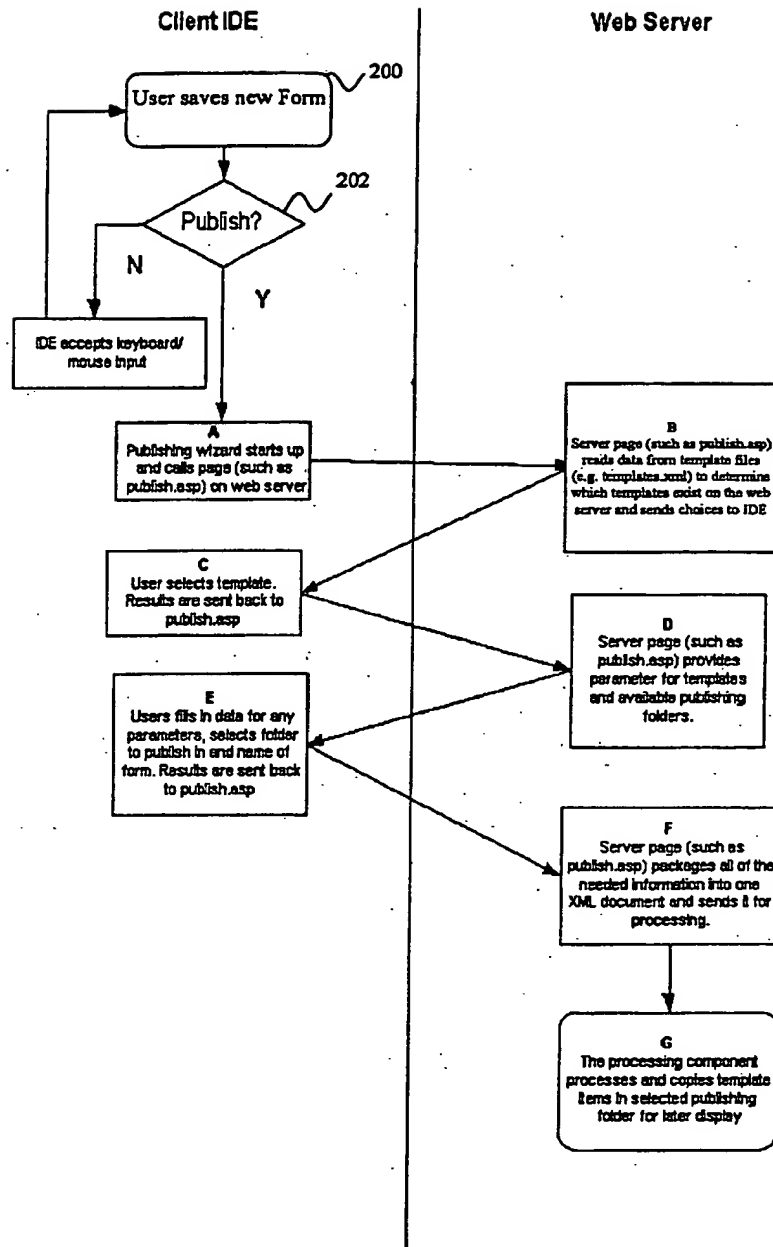 Client IDE
Web Server
200
User saves new Form
202
Publish?
N
Y
IDE accepts keyboard/
mouse input
A
Publishing wizard starts up
and calls page (such as
publish.asp) on web server
B
Server page (such as publish.asp)
reads data from template files
(e.g. templates.xml) to determine
which templates exist on the web
server and sends choices to IDE
C
User selects template.
Results are sent back to
publish.asp
D
Server page (such as
publish.asp) provides
parameter for templates
and available publishing
folders.
E
Users fills in data for any
parameters, selects folder
to publish in and name of
form. Results are sent back
to publish.asp
F
Server page (such as
publish.asp) packages all of the
needed information into one
XML document and sends it for
processing.
G
The processing component
processes and copies template
items in selected publishing
folder for later display